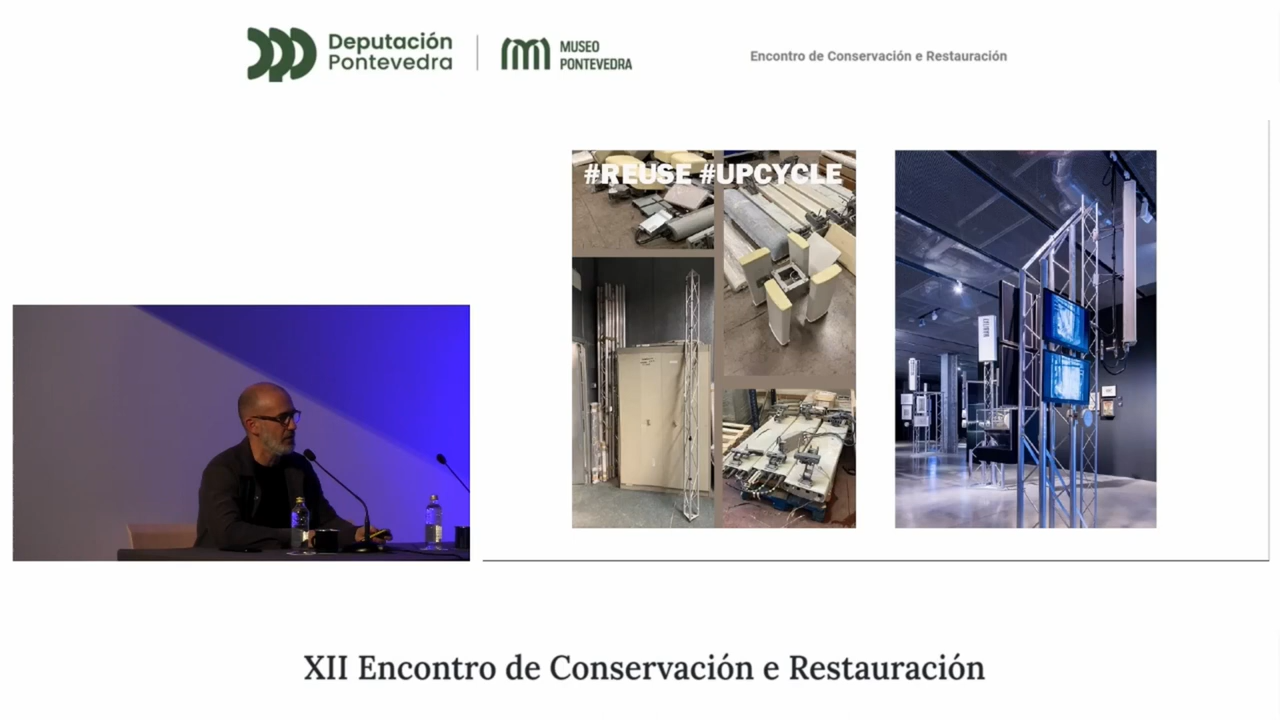 Deputación
Pontevedra
MUSEO
PONTEVEDRA
Encontro de Conservación e Restauración
#REUSE #UPCYCLE
XII Encontro de Conservación e Restauración